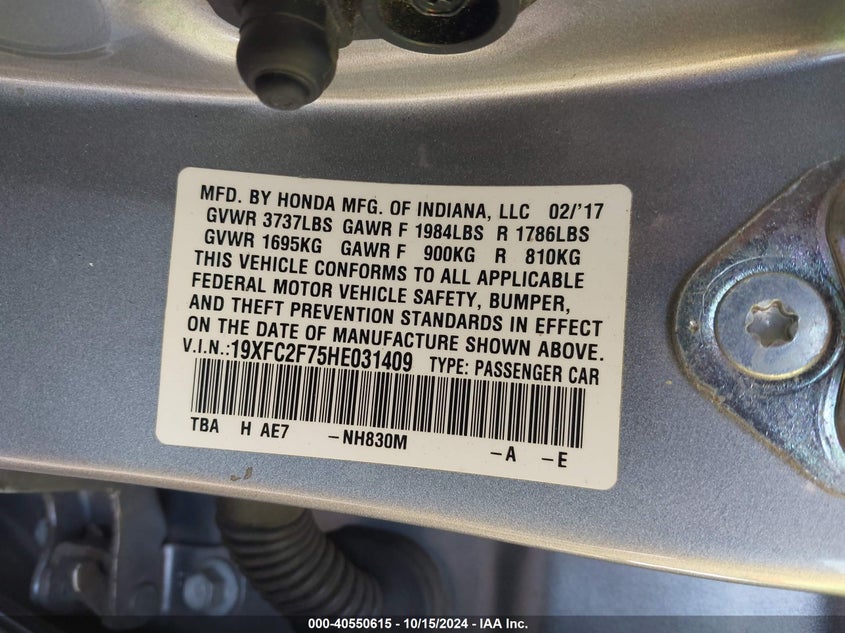 MFD. BY HONDA MFG. OF INDIANA, LLC 02/'17
GVWR 3737LBS GAWR F 1984LBS R 1786LBS
GVWR 1695KG GAWR F 900KG R 810KG
THIS VEHICLE CONFORMS TO ALL APPLICABLE
FEDERAL MOTOR VEHICLE SAFETY, BUMPER,
AND THEFT PREVENTION STANDARDS IN EFFECT
ON THE DATE OF MANUFACTURE SHOWN ABOVE.
V.I.N.:19XFC2F75HE031409 TYPE: PASSENGER CAR
TBA H AE7 -NH830M -A -E
000-40550615 - 10/15/2024 - IAA Inc.